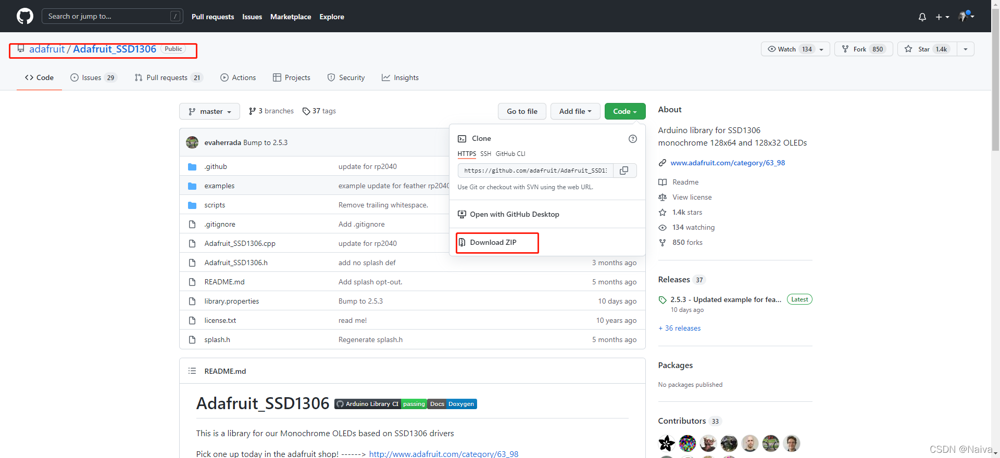 Search or jump to... /
Pull requests Issues Marketplace Explore
adafruit / Adafruit_SSD1306 Public
Watch 134
Fork 850
Star 1.4k
Code
Issues 29
Pull requests 21
Actions
Projects
Security
Insights
master
3 branches
37 tags
Go to file
Add file
Code
evaherrada Bump to 2.5.3
.github update for rp2040
examples example update for feather rp2040
scripts Remove trailing whitespace.
.gitignore Add .gitignore
Adafruit_SSD1306.cpp update for rp2040
Adafruit_SSD1306.h add no splash def 3 months ago
README.md Add splash opt-out. 5 months ago
library.properties Bump to 2.5.3 10 days ago
license.txt read me! 10 years ago
splash.h Regenerate splash.h 5 months ago
Clone
HTTPS SSH GitHub CLI
https://github.com/adafruit/Adafruit_SSD13
Use Git or checkout with SVN using the web URL.
Open with GitHub Desktop
Download ZIP
README.md
Adafruit_SSD1306 Arduino Library CI passing Docs Doxygen
This is a library for our Monochrome OLEDs based on SSD1306 drivers
Pick one up today in the adafruit shop! ------> http://www.adafruit.com/category/63_98
About
Arduino library for SSD1306
monochrome 128x64 and 128x32 OLEDs
www.adafruit.com/category/63_98
Readme
View license
1.4k stars
134 watching
850 forks
Releases 37
2.5.3 - Updated example for fea... Latest
10 days ago
+ 36 releases
Packages
No packages published
Contributors 33
CSDN @Naiva